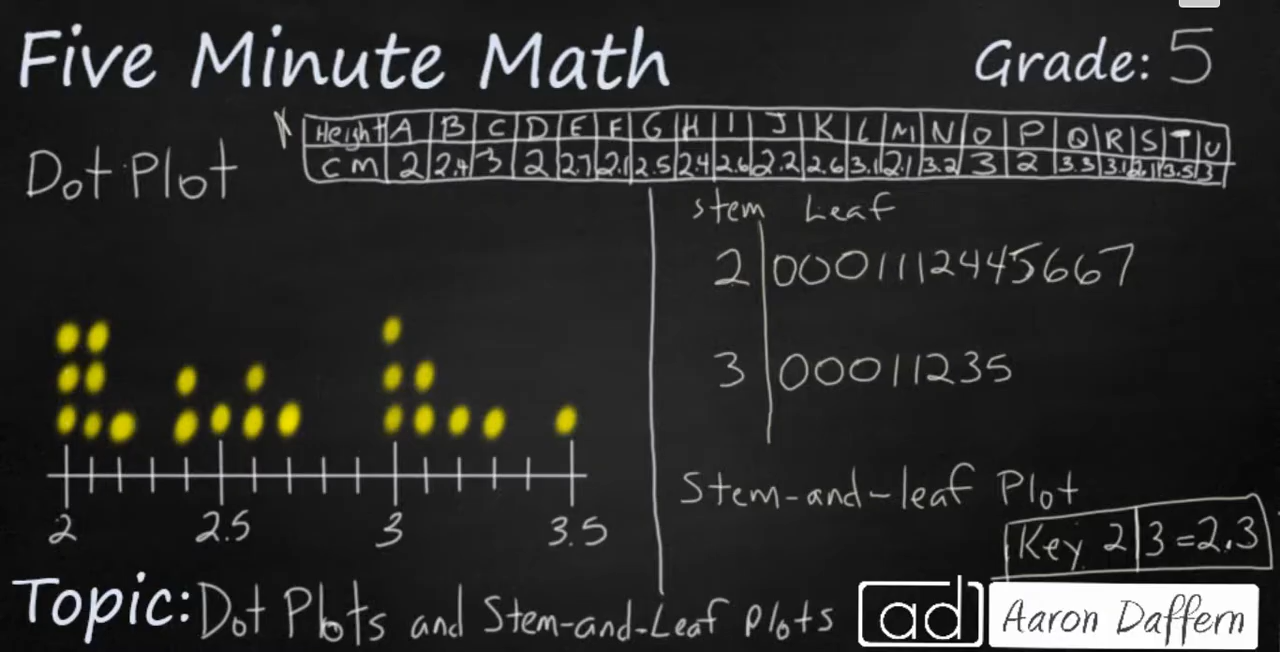 Five Minute Math
Grade: 5
Dot Plot
Height A B C D E F G H I J K L M N O P Q R S T U
cm 2 2.4 3 2 2.7 2.1 2.5 2.4 2.6 2.2 2.6 3.1 2.1 3.2 3 2 3.3 3.1 2.1 3.5 3
Stem Leaf
2 0001112445667
3 00011235
2 2.5 3 3.5
Stem-and-leaf Plot
Key 2|3=2.3
Topic: Dot Plots and Stem-and-Leaf Plots
ad Aaron Daffern